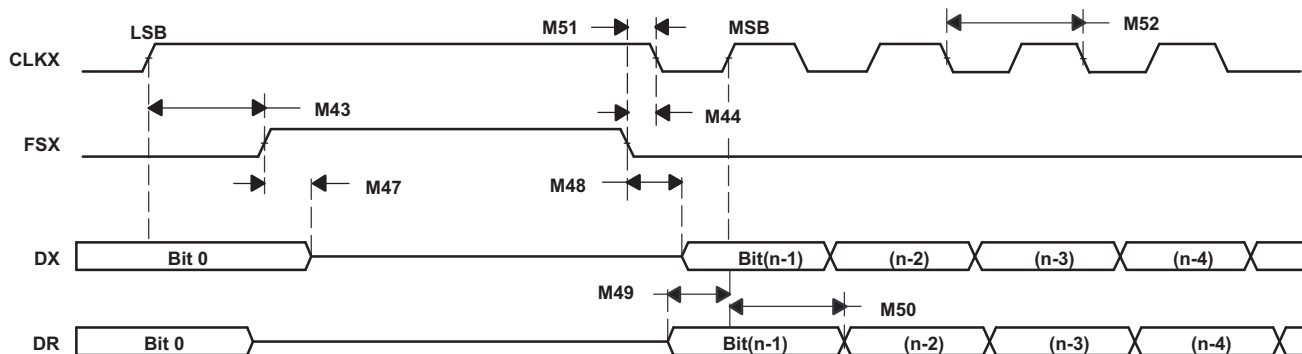 LSB
M51
MSB
M52
CLKX
M43
M44
FSX
M47
M48
DX
Bit 0
Bit(n-1)
(n-2)
(n-3)
(n-4)
M49
M50
DR
Bit 0
Bit(n-1)
(n-2)
(n-3)
(n-4)